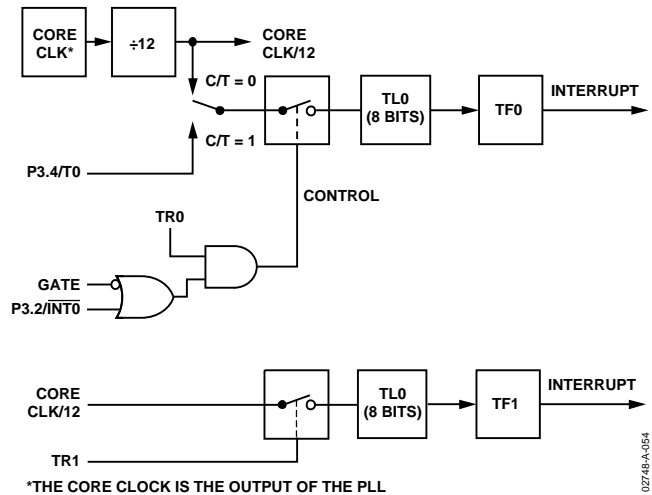 CORE
CLK*
÷12
CORE
CLK/12
C/T = 0
C/T = 1
TL0
(8 BITS)
TF0
INTERRUPT
P3.4/T0
CONTROL
TR0
GATE
P3.2/INT0
CORE
CLK/12
TL0
(8 BITS)
TF1
INTERRUPT
TR1
*THE CORE CLOCK IS THE OUTPUT OF THE PLL
02748-A-054